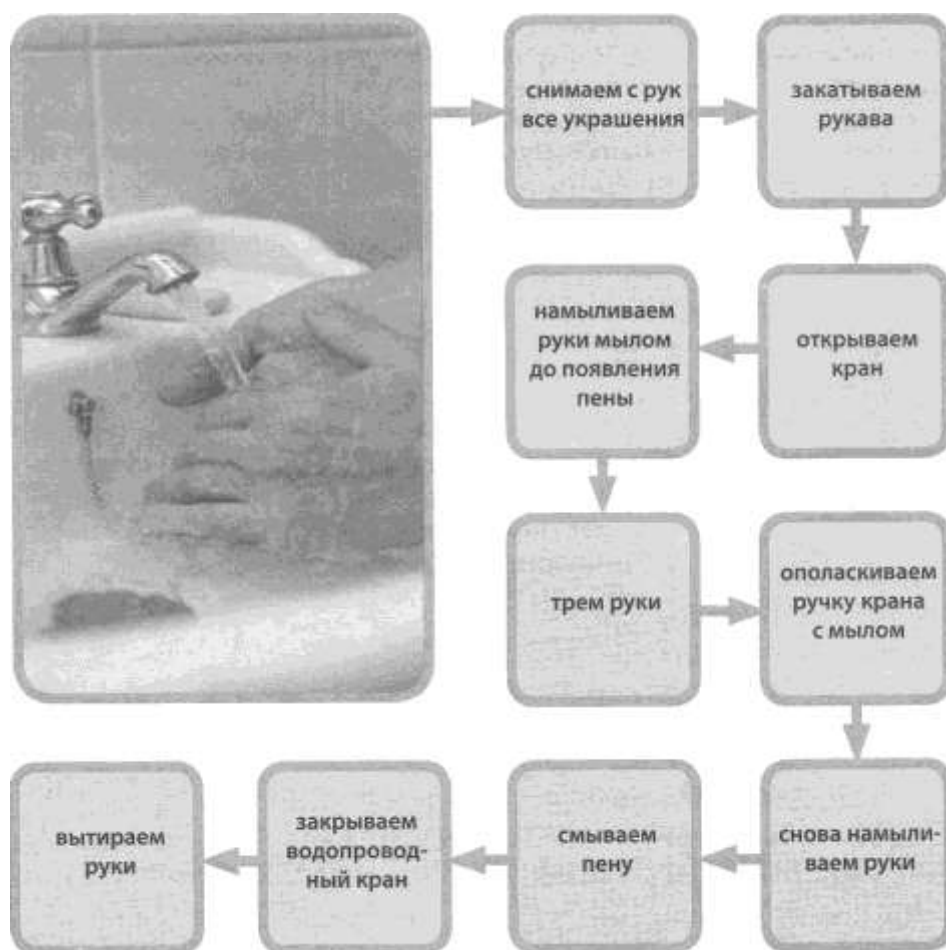 снимаем с рук
все украшения
закатываем
рукава
открываем
кран
намыливаем
руки мылом
до появления
пены
трем руки
ополаскиваем
ручку крана
с мылом
снова намыли-
ваем руки
смываем
пену
закрываем
водопровод-
ный кран
вытираем
руки